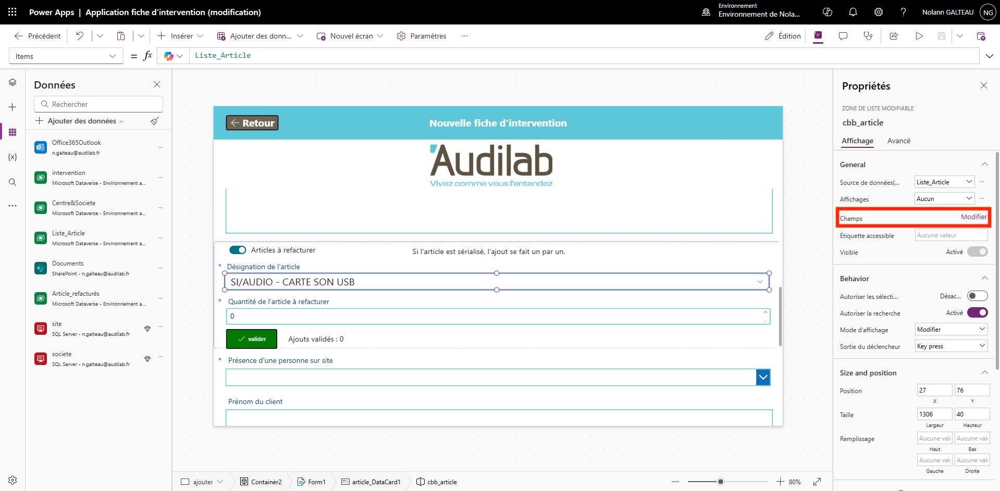 Power Apps | Application fiche d'intervention (modification)
Environnement
Environnement de Nola...
Nolann GALTEAU
NG
Précédent
Insérer
Ajouter des donn...
Nouvel écran
Paramètres
...
Édition
Items
= fx
Liste_Article
Données
Rechercher
Ajouter des données
Office365Outlook
n.galteau@audilab.fr
intervention
Microsoft Dataverse - Environnement a...
Centre&Societe
Microsoft Dataverse - Environnement a...
Liste_Article
Microsoft Dataverse - Environnement a...
Documents
SharePoint - n.galteau@audilab.fr
Article_refacturés
Microsoft Dataverse - Environnement a...
site
SQL Server - n.galteau@audilab.fr
societe
SQL Server - n.galteau@audilab.fr
Retour
Nouvelle fiche d'intervention
Audilab
Vivez comme vous l'entendez
Articles à refacturer
Si l'article est sérialisé, l'ajout se fait un par un.
* Désignation de l'article
SI/AUDIO - CARTE SON USB
* Quantité de l'article à refacturer
0
valider
Ajouts validés : 0
* Présence d'une personne sur site
Prénom du client
ajouter
Container2
Form1
article_DataCard1
cbb_article
80%
Propriétés
ZONE DE LISTE MODIFIABLE
cbb_article
Affichage
Avancé
General
Source de données(...
Liste_Article
Affichages
Aucun
Champs
Modifier
Étiquette accessible
Aucune valeur
Visible
Activé
Behavior
Autoriser les sélecti...
Désac...
Autoriser la recherche
Activé
Mode d'affichage
Modifier
Sortie du déclencheur
Key press
Size and position
Position
27
76
X
Y
Taille
1306
40
Largeur
Hauteur
Remplissage
Aucune val
Aucune val
Haut
Bas
Aucune val
Aucune val
Gauche
Droite